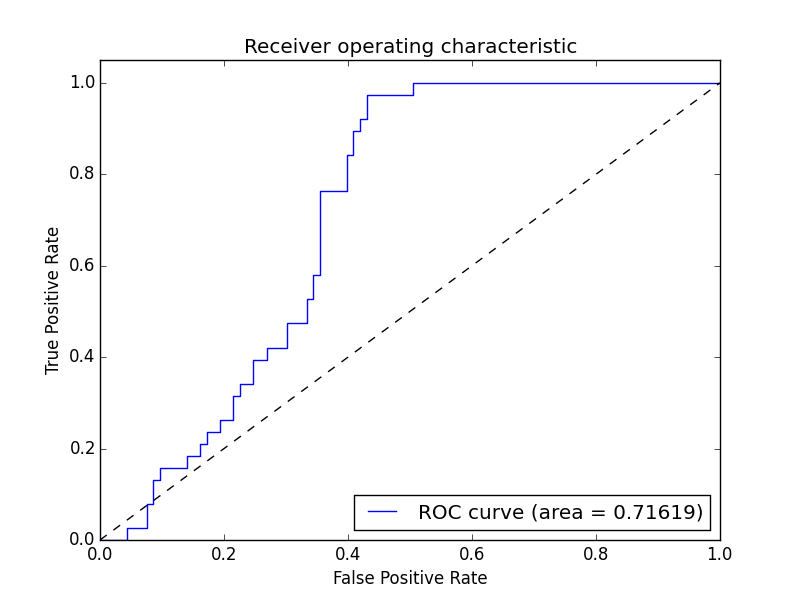 Receiver operating characteristic
1.0
0.8
0.6
0.4
0.2
0.0
True Positive Rate
ROC curve (area = 0.71619)
0.0 0.2 0.4 0.6 0.8 1.0
False Positive Rate